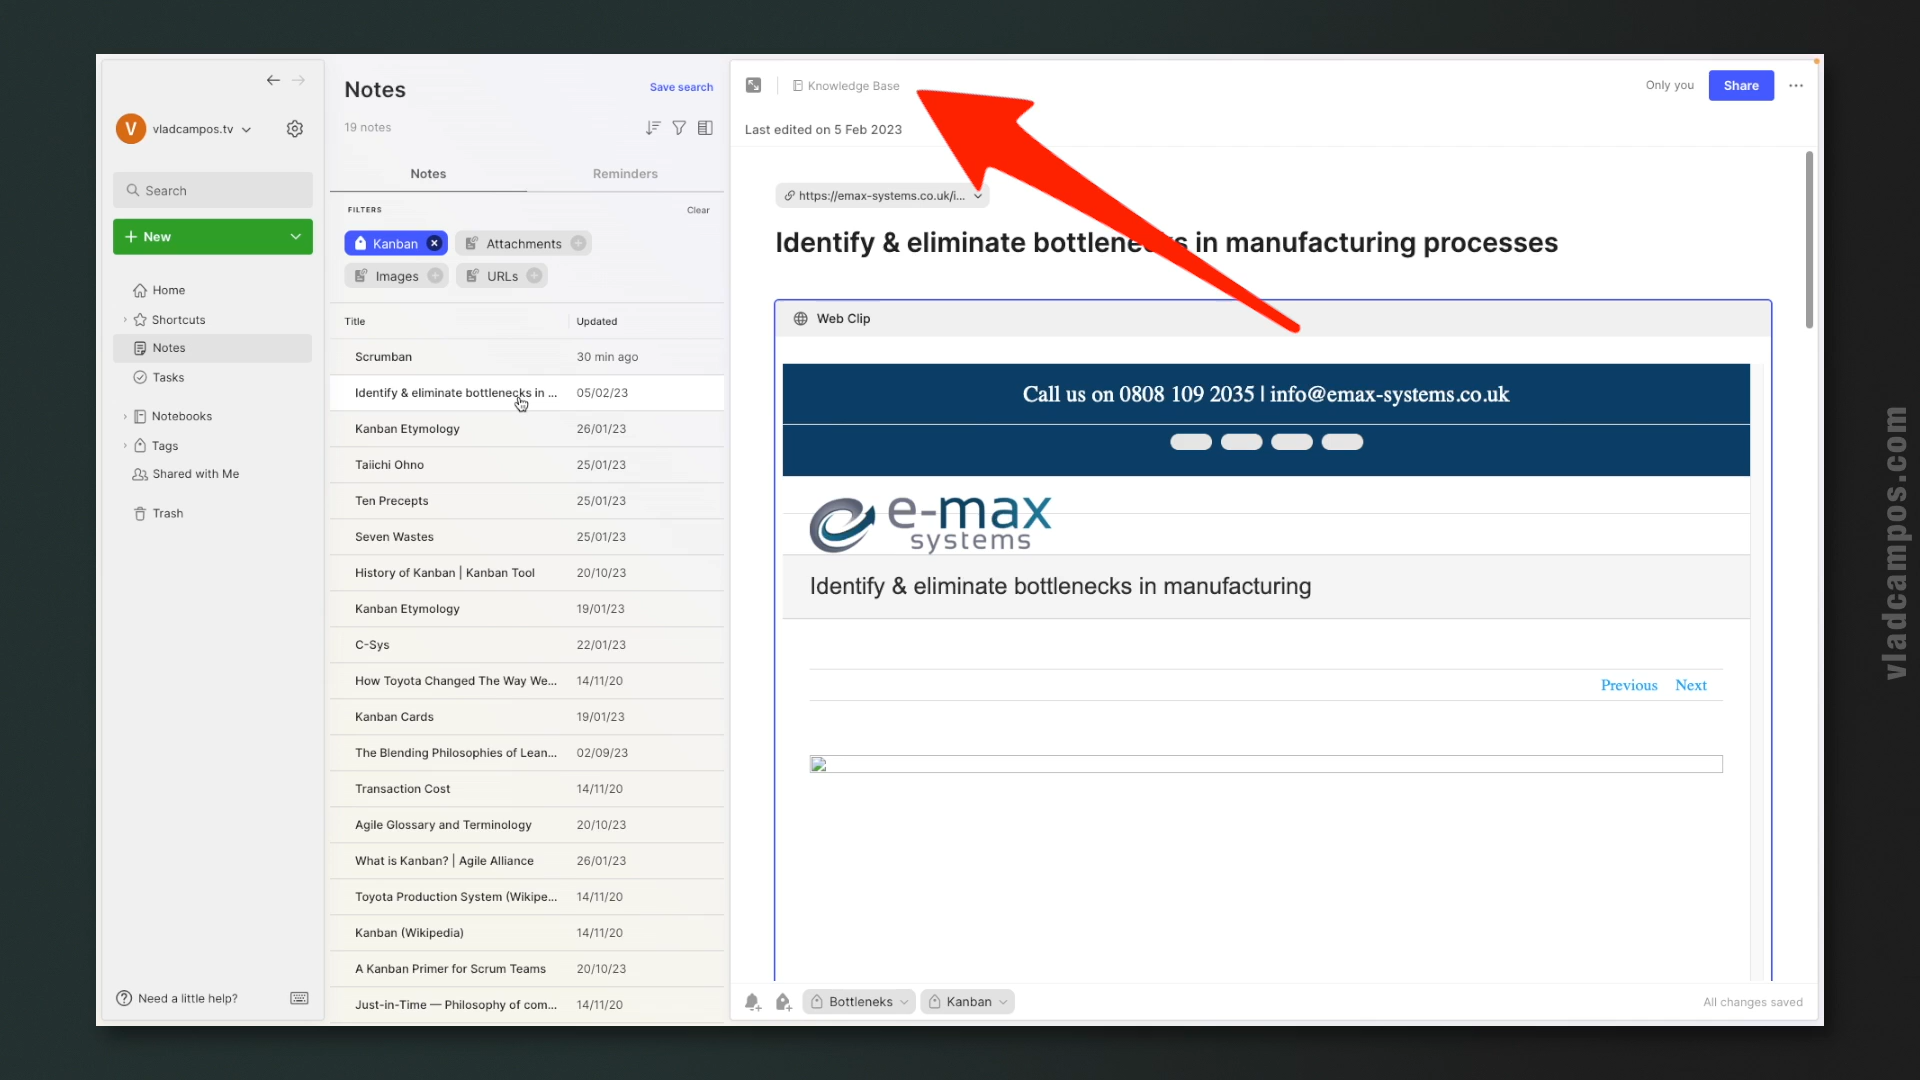 V vladcampos.tv
Search
New
Home
Shortcuts
Notes
Tasks
Notebooks
Tags
Shared with Me
Trash
Need a little help?
Notes
Save search
19 notes
Notes Reminders
FILTERS Clear
Kanban Attachments
Images URLs
Title Updated
Scrumban 30 min ago
Identify & eliminate bottlenecks in ... 05/02/23
Kanban Etymology 26/01/23
Taiichi Ohno 25/01/23
Ten Precepts 25/01/23
Seven Wastes 25/01/23
History of Kanban | Kanban Tool 20/10/23
Kanban Etymology 19/01/23
C-Sys 22/01/23
How Toyota Changed The Way We... 14/11/20
Kanban Cards 19/01/23
The Blending Philosophies of Lean... 02/09/23
Transaction Cost 14/11/20
Agile Glossary and Terminology 20/10/23
What is Kanban? | Agile Alliance 26/01/23
Toyota Production System (Wikipe... 14/11/20
Kanban (Wikipedia) 14/11/20
A Kanban Primer for Scrum Teams 20/10/23
Just-in-Time — Philosophy of com... 14/11/20
Knowledge Base
Only you Share
Last edited on 5 Feb 2023
https://emax-systems.co.uk/i...
Identify & eliminate bottlenecks in manufacturing processes
Web Clip
Call us on 0808 109 2035 | info@emax-systems.co.uk
e-max
systems
Identify & eliminate bottlenecks in manufacturing
Previous Next
Bottleneks Kanban
All changes saved
vladcampos.com